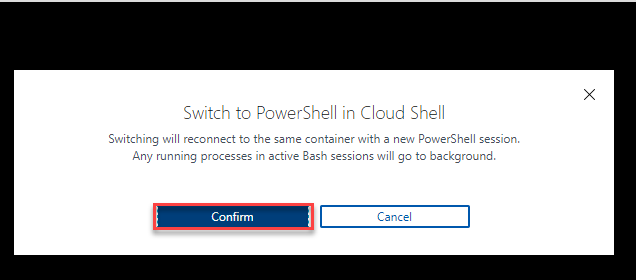 Switch to PowerShell in Cloud Shell
Switching will reconnect to the same container with a new PowerShell session.
Any running processes in active Bash sessions will go to background.
Confirm
Cancel